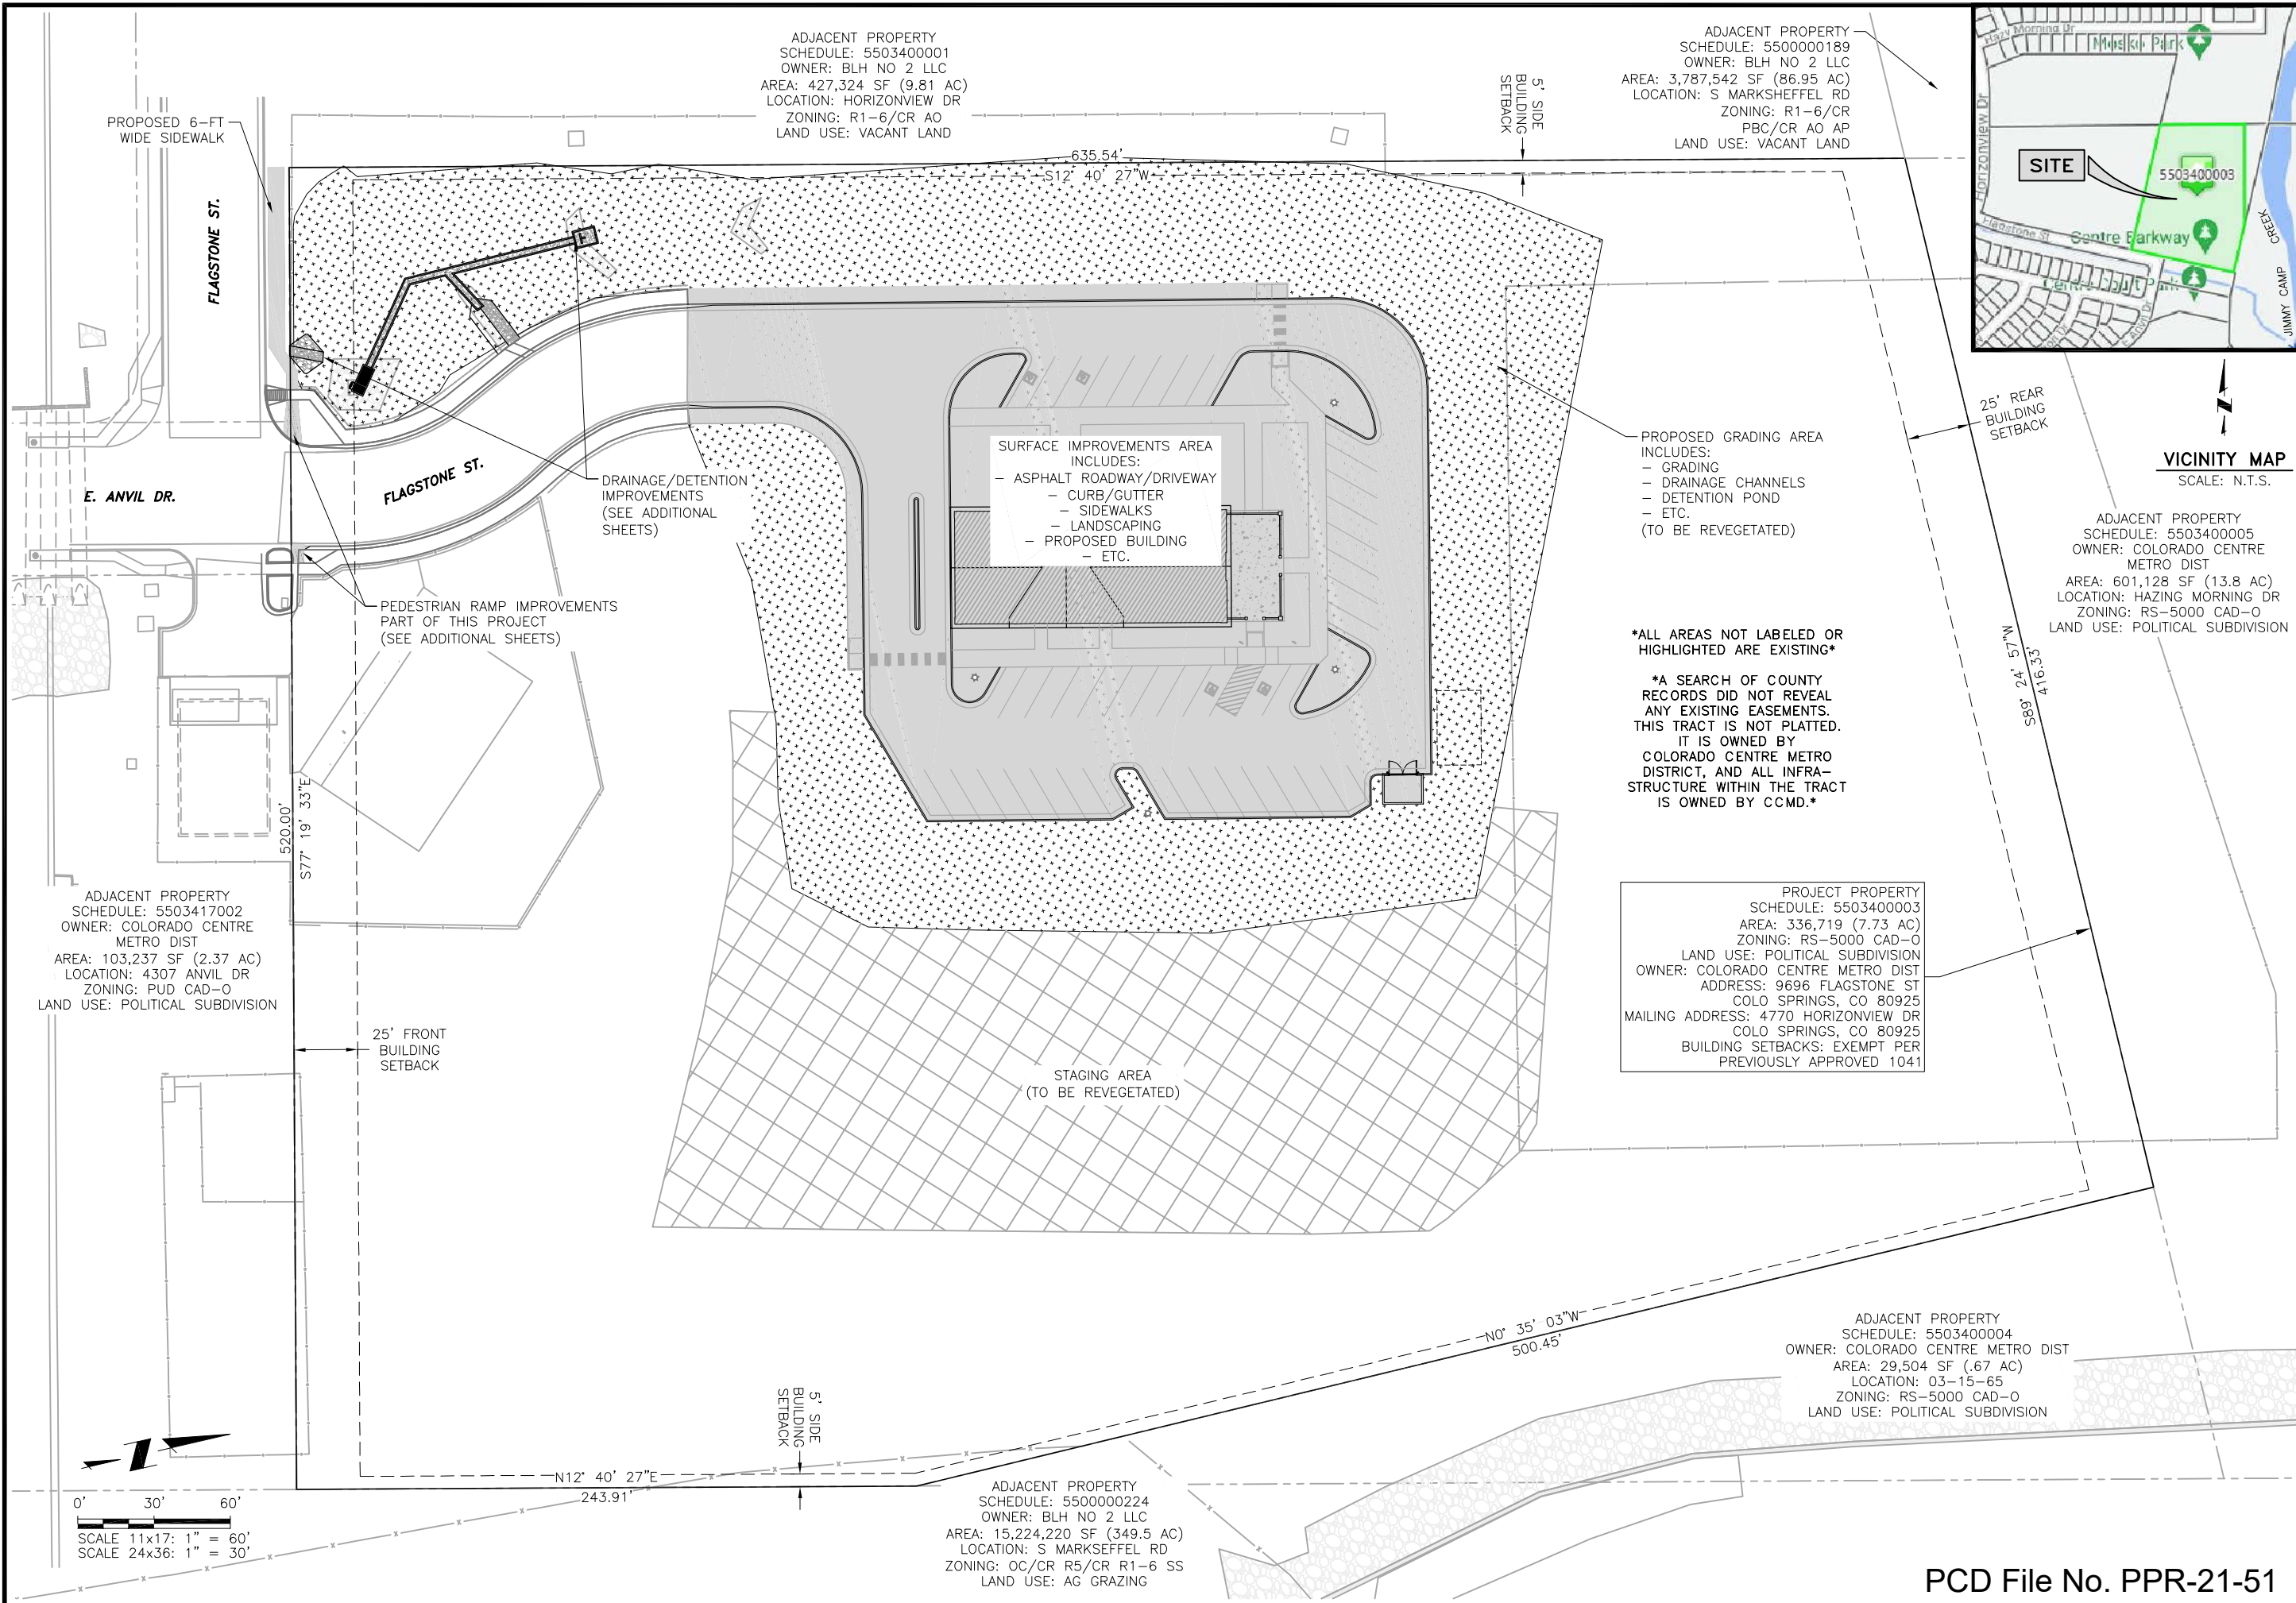 ADJACENT PROPERTY
SCHEDULE: 5503400001
OWNER: BLH NO 2 LLC
AREA: 427,324 SF (9.81 AC)
LOCATION: HORIZONVIEW DR
ZONING: R1-6/CR AO
LAND USE: VACANT LAND
5' SIDE
BUILDING
SETBACK
ADJACENT PROPERTY
SCHEDULE: 5500000189
OWNER: BLH NO 2 LLC
AREA: 3,787,542 SF (86.95 AC)
LOCATION: S MARKSHEFFEL RD
ZONING: R1-6/CR
PBC/CR AO AP
LAND USE: VACANT LAND
Hazy Morning Dr
Horizonview Dr
SITE
5503400003
Flagstone St
Centre Parkway
JIMMY CAMP CREEK
VICINITY MAP
SCALE: N.T.S.
PROPOSED 6-FT
WIDE SIDEWALK
FLAGSTONE ST.
635.54'
S12° 40' 27"W
E. ANVIL DR.
FLAGSTONE ST.
DRAINAGE/DETENTION
IMPROVEMENTS
(SEE ADDITIONAL
SHEETS)
PEDESTRIAN RAMP IMPROVEMENTS
PART OF THIS PROJECT
(SEE ADDITIONAL SHEETS)
SURFACE IMPROVEMENTS AREA
INCLUDES:
- ASPHALT ROADWAY/DRIVEWAY
- CURB/GUTTER
- SIDEWALKS
- LANDSCAPING
- PROPOSED BUILDING
- ETC.
PROPOSED GRADING AREA
INCLUDES:
- GRADING
- DRAINAGE CHANNELS
- DETENTION POND
- ETC.
(TO BE REVEGETATED)
25' REAR
BUILDING
SETBACK
ADJACENT PROPERTY
SCHEDULE: 5503400005
OWNER: COLORADO CENTRE
METRO DIST
AREA: 601,128 SF (13.8 AC)
LOCATION: HAZING MORNING DR
ZONING: RS-5000 CAD-O
LAND USE: POLITICAL SUBDIVISION
S89° 24' 57"W
416.33'
*ALL AREAS NOT LABELED OR
HIGHLIGHTED ARE EXISTING*
*A SEARCH OF COUNTY
RECORDS DID NOT REVEAL
ANY EXISTING EASEMENTS.
THIS TRACT IS NOT PLATTED.
IT IS OWNED BY
COLORADO CENTRE METRO
DISTRICT, AND ALL INFRA-
STRUCTURE WITHIN THE TRACT
IS OWNED BY CCMD.*
520.00'
S77° 19' 33"E
ADJACENT PROPERTY
SCHEDULE: 5503417002
OWNER: COLORADO CENTRE
METRO DIST
AREA: 103,237 SF (2.37 AC)
LOCATION: 4307 ANVIL DR
ZONING: PUD CAD-O
LAND USE: POLITICAL SUBDIVISION
25' FRONT
BUILDING
SETBACK
PROJECT PROPERTY
SCHEDULE: 5503400003
AREA: 336,719 (7.73 AC)
ZONING: RS-5000 CAD-O
LAND USE: POLITICAL SUBDIVISION
OWNER: COLORADO CENTRE METRO DIST
ADDRESS: 9696 FLAGSTONE ST
COLO SPRINGS, CO 80925
MAILING ADDRESS: 4770 HORIZONVIEW DR
COLO SPRINGS, CO 80925
BUILDING SETBACKS: EXEMPT PER
PREVIOUSLY APPROVED 1041
STAGING AREA
(TO BE REVEGETATED)
N0° 35' 03"W
500.45'
ADJACENT PROPERTY
SCHEDULE: 5503400004
OWNER: COLORADO CENTRE METRO DIST
AREA: 29,504 SF (.67 AC)
LOCATION: 03-15-65
ZONING: RS-5000 CAD-O
LAND USE: POLITICAL SUBDIVISION
5' SIDE
BUILDING
SETBACK
N12° 40' 27"E
243.91'
ADJACENT PROPERTY
SCHEDULE: 5500000224
OWNER: BLH NO 2 LLC
AREA: 15,224,220 SF (349.5 AC)
LOCATION: S MARKSEFFEL RD
ZONING: OC/CR R5/CR R1-6 SS
LAND USE: AG GRAZING
0' 30' 60'
SCALE 11x17: 1" = 60'
SCALE 24x36: 1" = 30'
PCD File No. PPR-21-51